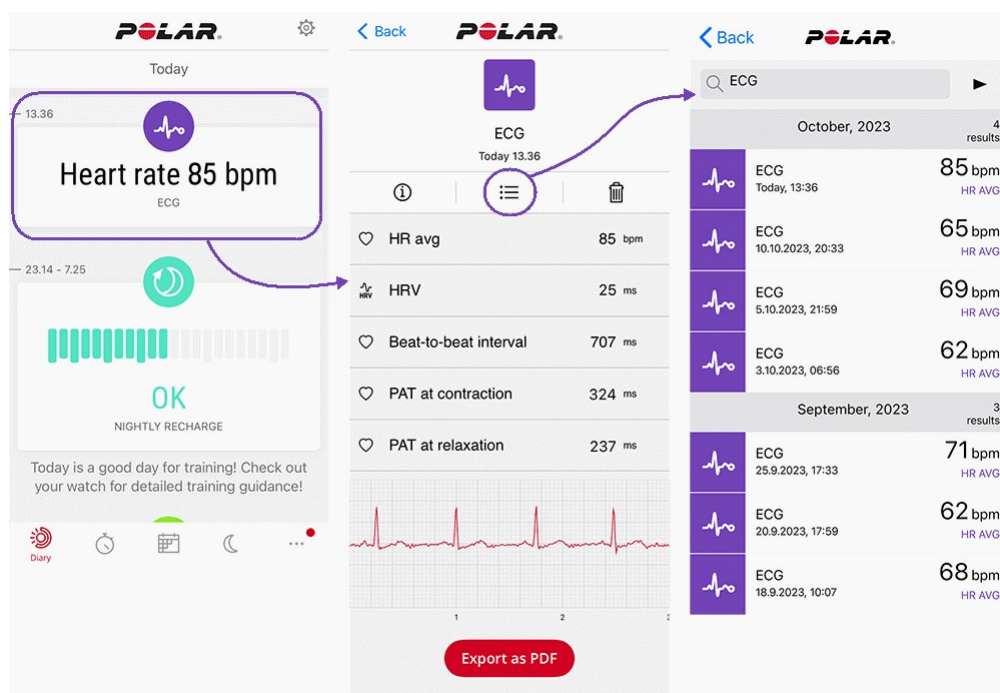 POLAR.
Today
13.36
Heart rate 85 bpm
ECG
23.14 - 7.25
OK
NIGHTLY RECHARGE
Today is a good day for training! Check out
your watch for detailed training guidance!
Diary
Back
POLAR.
ECG
Today 13.36
HR avg 85 bpm
HRV HRV 25 ms
Beat-to-beat interval 707 ms
PAT at contraction 324 ms
PAT at relaxation 237 ms
1 2 3
Export as PDF
Back
POLAR.
ECG
October, 2023 4
results
ECG 85 bpm
Today, 13:36 HR AVG
ECG 65 bpm
10.10.2023, 20:33 HR AVG
ECG 69 bpm
5.10.2023, 21:59 HR AVG
ECG 62 bpm
3.10.2023, 06:56 HR AVG
September, 2023 3
results
ECG 71 bpm
25.9.2023, 17:33 HR AVG
ECG 62 bpm
20.9.2023, 17:59 HR AVG
ECG 68 bpm
18.9.2023, 10:07 HR AVG